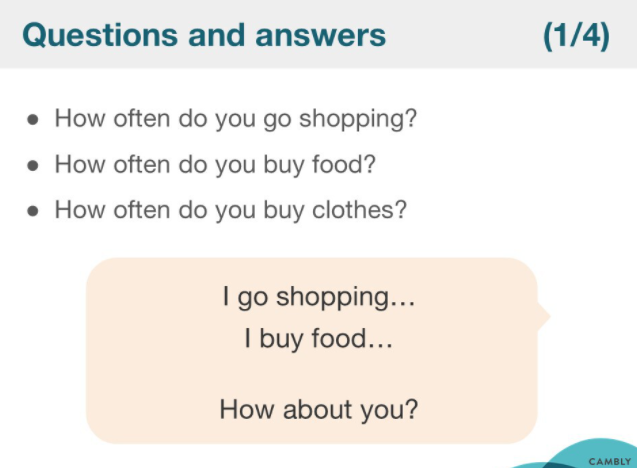 Questions and answers (1/4)
• How often do you go shopping?
• How often do you buy food?
• How often do you buy clothes?
I go shopping...
I buy food...
How about you?
CAMBLY